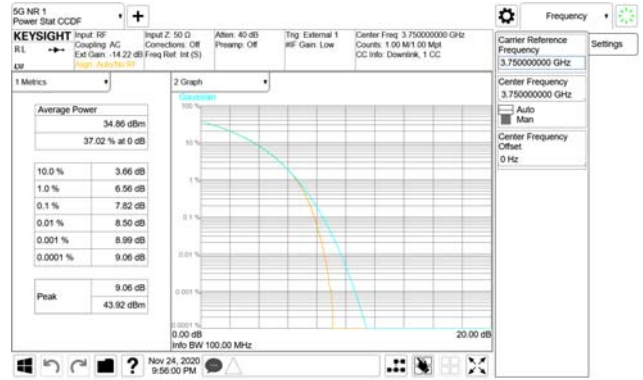 5G NR 1
Power Stat CCDF
Frequency
KEYSIGHT
RL
Input: RF
Coupling: AC
Ext Gain: -14.22 dB
Align: Auto/No RF
Input Z: 50 Ω
Corrections: Off
Freq Ref: Int (S)
Atten: 40 dB
Preamp: Off
Trig: External 1
#IF Gain: Low
Center Freq: 3.750000000 GHz
Counts: 1.00 M/1.00 Mpt
CC Info: Downlink, 1 CC
1 Metrics
Average Power
34.86 dBm
37.02 % at 0 dB
10.0 % 3.66 dB
1.0 % 6.56 dB
0.1 % 7.82 dB
0.01 % 8.50 dB
0.001 % 8.99 dB
0.0001 % 9.06 dB
Peak
9.06 dB
43.92 dBm
2 Graph
Gaussian
100 %
10 %
1 %
0.1 %
0.01 %
0.001 %
0.0001 %
0.00 dB
20.00 dB
Info BW 100.00 MHz
Carrier Reference
Frequency
3.750000000 GHz
Center Frequency
3.750000000 GHz
Auto
Man
Center Frequency
Offset
0 Hz
Settings
Nov 24, 2020
9:56:00 PM